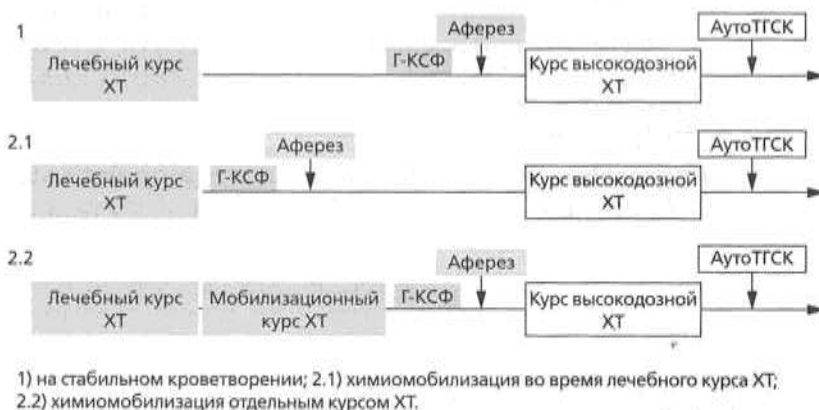 1
Аферез
АутоТГСК
Лечебный курс
ХТ
Г-КСФ
Курс высокодозной
ХТ
2.1
Аферез
АутоТГСК
Лечебный курс
ХТ
Г-КСФ
Курс высокодозной
ХТ
2.2
Аферез
АутоТГСК
Лечебный курс
ХТ
Мобилизационный
курс ХТ
Г-КСФ
Курс высокодозной
ХТ
1) на стабильном кроветворении; 2.1) химиомобилизация во время лечебного курса ХТ;
2.2) химиомобилизация отдельным курсом ХТ.